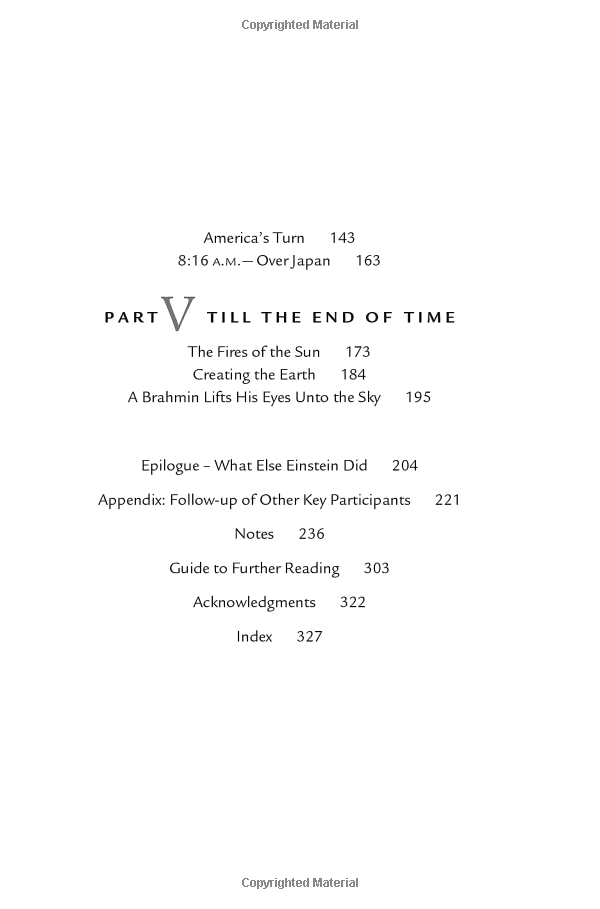 Copyrighted Material
America's Turn 143
8:16 A.M.—Over Japan 163
PART V TILL THE END OF TIME
The Fires of the Sun 173
Creating the Earth 184
A Brahmin Lifts His Eyes Unto the Sky 195
Epilogue – What Else Einstein Did 204
Appendix: Follow-up of Other Key Participants 221
Notes 236
Guide to Further Reading 303
Acknowledgments 322
Index 327
Copyrighted Material